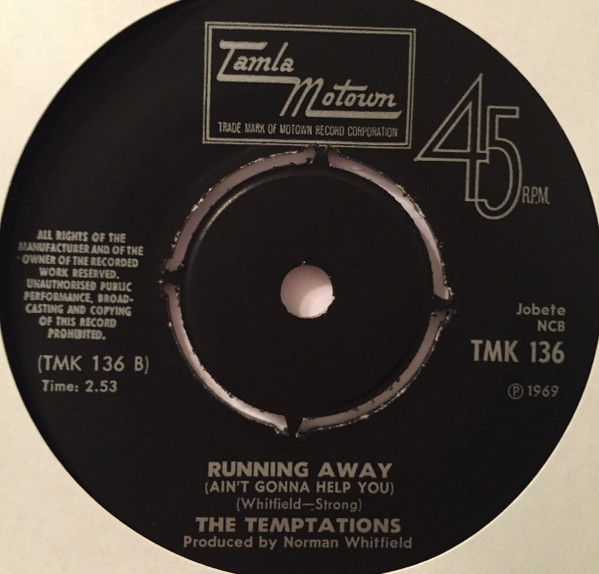 Tamla
Motown
TRADE MARK OF MOTOWN RECORD CORPORATION
45
R.P.M.
ALL RIGHTS OF THE
MANUFACTURER AND OF THE
OWNER OF THE RECORDED
WORK RESERVED.
UNAUTHORISED PUBLIC
PERFORMANCE, BROAD-
CASTING AND COPYING
OF THIS RECORD
PROHIBITED.
(TMK 136 B)
Time: 2.53
Jobete
NCB
TMK 136
℗ 1969
RUNNING AWAY
(AIN'T GONNA HELP YOU)
(Whitfield—Strong)
THE TEMPTATIONS
Produced by Norman Whitfield